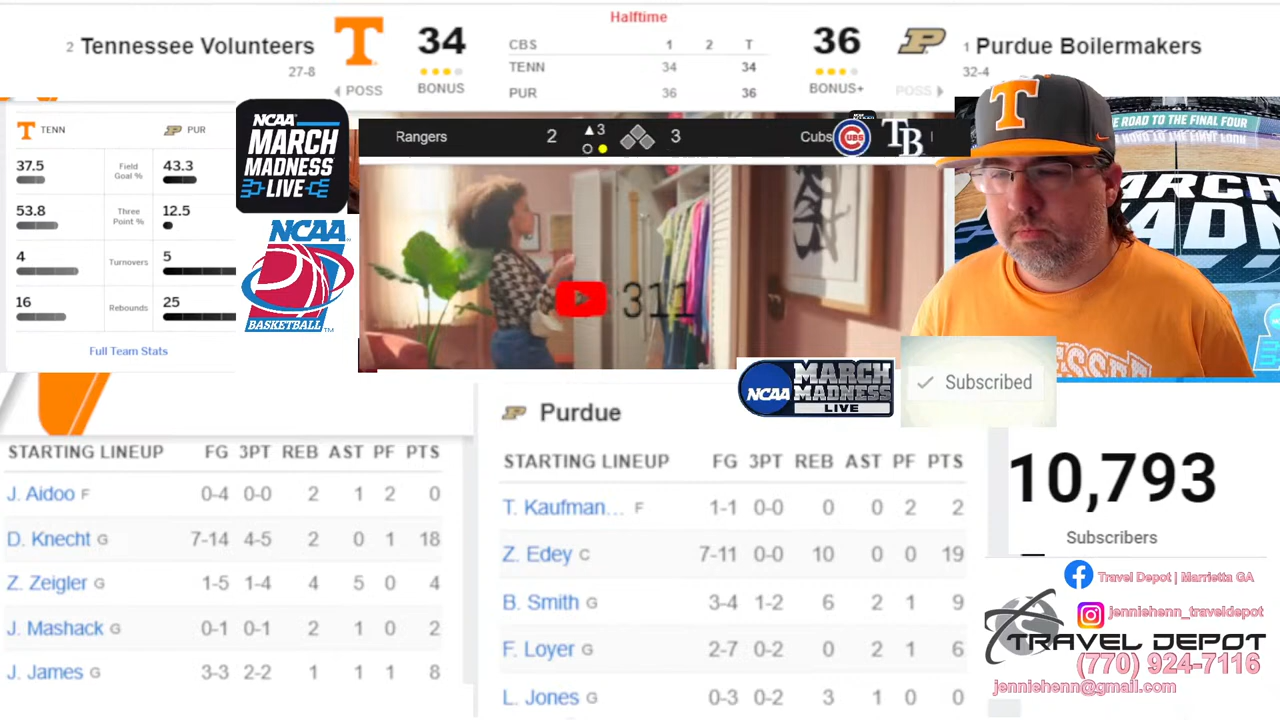 Halftime
2 Tennessee Volunteers
27-8
T
34
BONUS
POSS
CBS 1 2 T
TENN 34 34
PUR 36 36
36
BONUS+
P
1 Purdue Boilermakers
32-4
POSS
T TENN
P PUR
37.5 Field Goal % 43.3
53.8 Three Point % 12.5
4 Turnovers 5
16 Rebounds 25
Full Team Stats
NCAA
MARCH
MADNESS
LIVE
NCAA
BASKETBALL TM
Rangers 2 ▲3 3 Cubs
CUBS
TB
311
THE ROAD TO THE FINAL FOUR
T
MARCH
NCAA MARCH MADNESS LIVE
✓ Subscribed
STARTING LINEUP FG 3PT REB AST PF PTS
J. Aidoo F 0-4 0-0 2 1 2 0
D. Knecht G 7-14 4-5 2 0 1 18
Z. Zeigler G 1-5 1-4 4 5 0 4
J. Mashack G 0-1 0-1 2 1 0 2
J. James G 3-3 2-2 1 1 1 8
P Purdue
STARTING LINEUP FG 3PT REB AST PF PTS
T. Kaufman... F 1-1 0-0 0 0 2 2
Z. Edey C 7-11 0-0 10 0 0 19
B. Smith G 3-4 1-2 6 2 1 9
F. Loyer G 2-7 0-2 0 2 1 6
L. Jones G 0-3 0-2 3 1 0 0
10,793
Subscribers
Travel Depot | Marrietta GA
jenniehenn_traveldepot
TRAVEL DEPOT
(770) 924-7116
jenniehenn@gmail.com